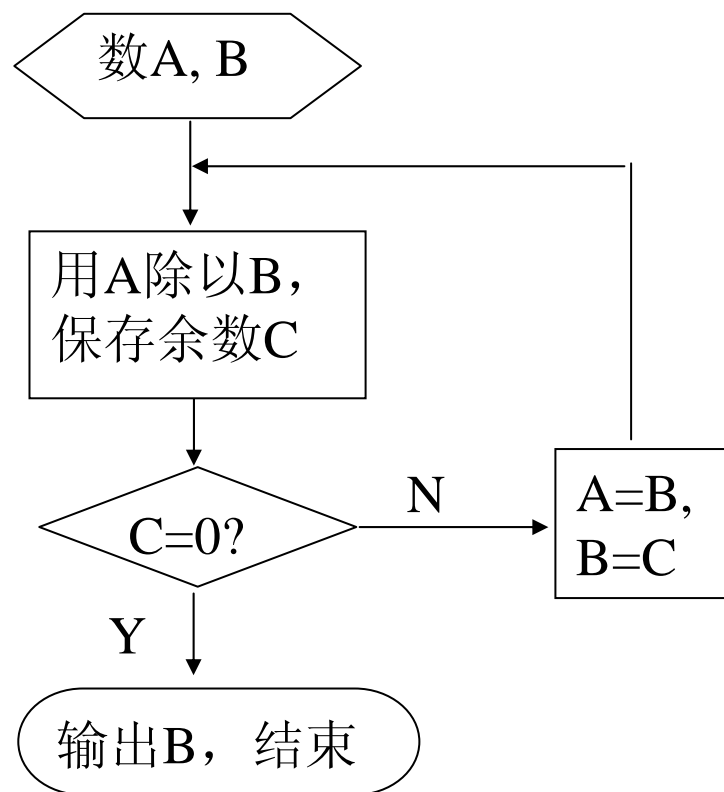 数A, B
用A除以B，
保存余数C
C=0?
N
A=B,
B=C
Y
输出B，结束